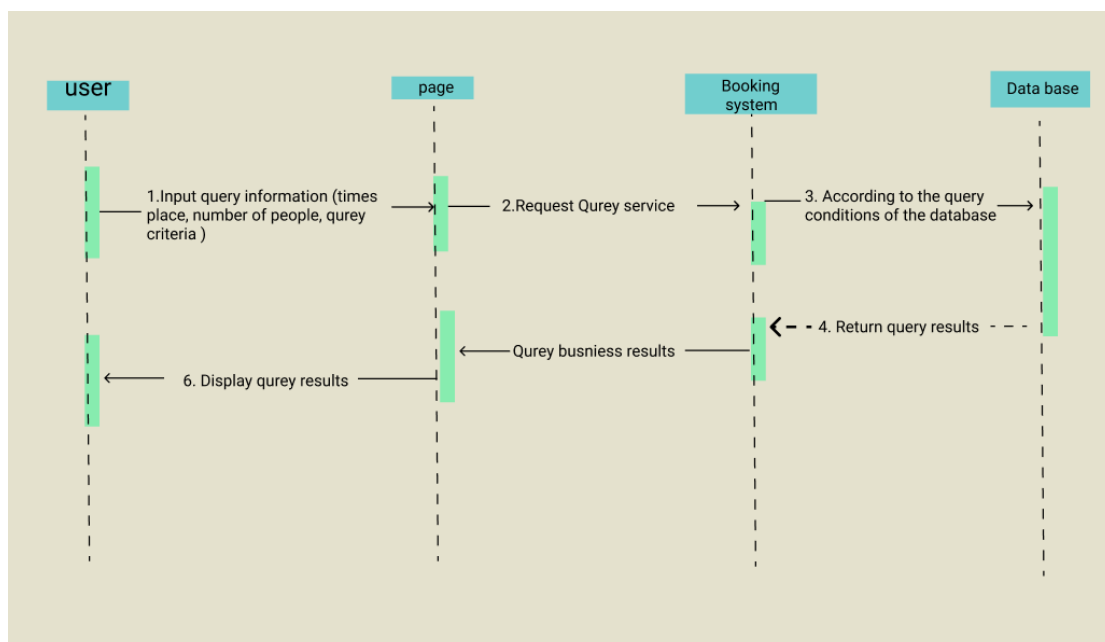 user
page
Booking
system
Data base
1.Input query information (times
place, number of people, qurey
criteria )
2.Request Qurey service
3. According to the query
conditions of the database
4. Return query results
Qurey busniess results
6. Display qurey results